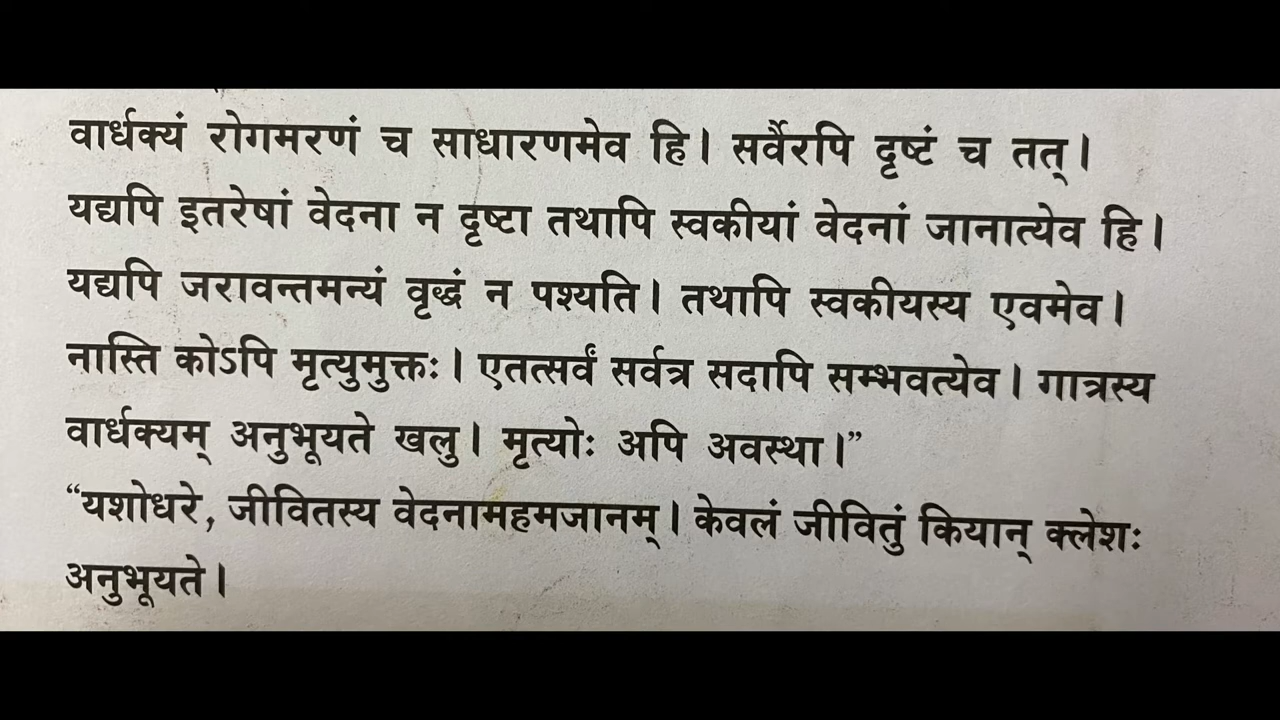 वार्धक्यं रोगमरणं च साधारणमेव हि। सर्वैरपि दृष्टं च तत्।
यद्यपि इतरेषां वेदना न दृष्टा तथापि स्वकीयां वेदनां जानात्येव हि।
यद्यपि जरावन्तमन्यं वृद्धं न पश्यति। तथापि स्वकीयस्य एवमेव।
नास्ति कोऽपि मृत्युमुक्तः। एतत्सर्वं सर्वत्र सदापि सम्भवत्येव। गात्रस्य
वार्धक्यम् अनुभूयते खलु। मृत्योः अपि अवस्था।”
“यशोधरे, जीवितस्य वेदनामहमजानम्। केवलं जीवितुं कियान् क्लेशः
अनुभूयते।